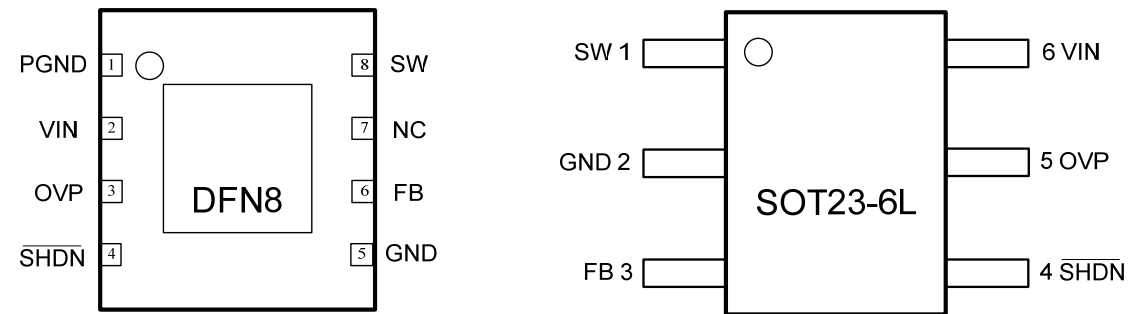 PGND 1
8 SW
VIN 2
7 NC
OVP 3
6 FB
DFN8
SHDN 4
5 GND
SW 1
6 VIN
GND 2
5 OVP
SOT23-6L
FB 3
4 SHDN